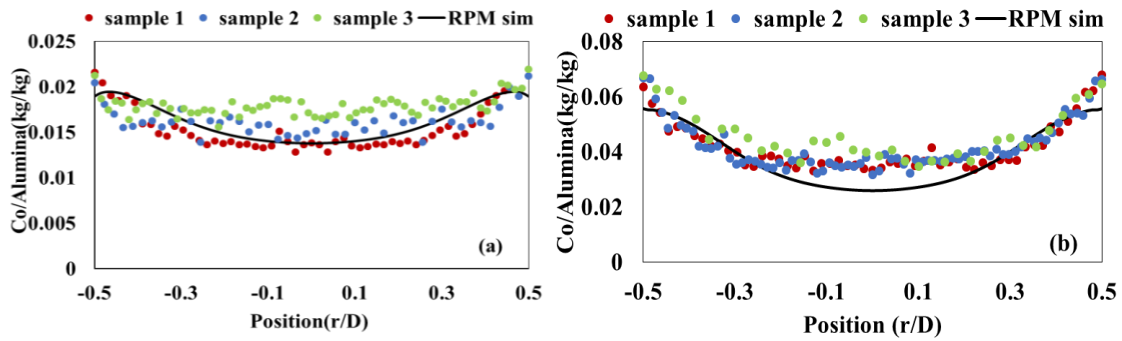 sample 1 sample 2 sample 3 RPM sim
Co/Alumina(kg/kg)
0.025
0.02
0.015
0.01
0.005
0
-0.5 -0.3 -0.1 0.1 0.3 0.5
Position(r/D)
(a)
sample 1 sample 2 sample 3 RPM sim
Co/Alumina(kg/kg)
0.08
0.06
0.04
0.02
0
-0.5 -0.3 -0.1 0.1 0.3 0.5
Position (r/D)
(b)